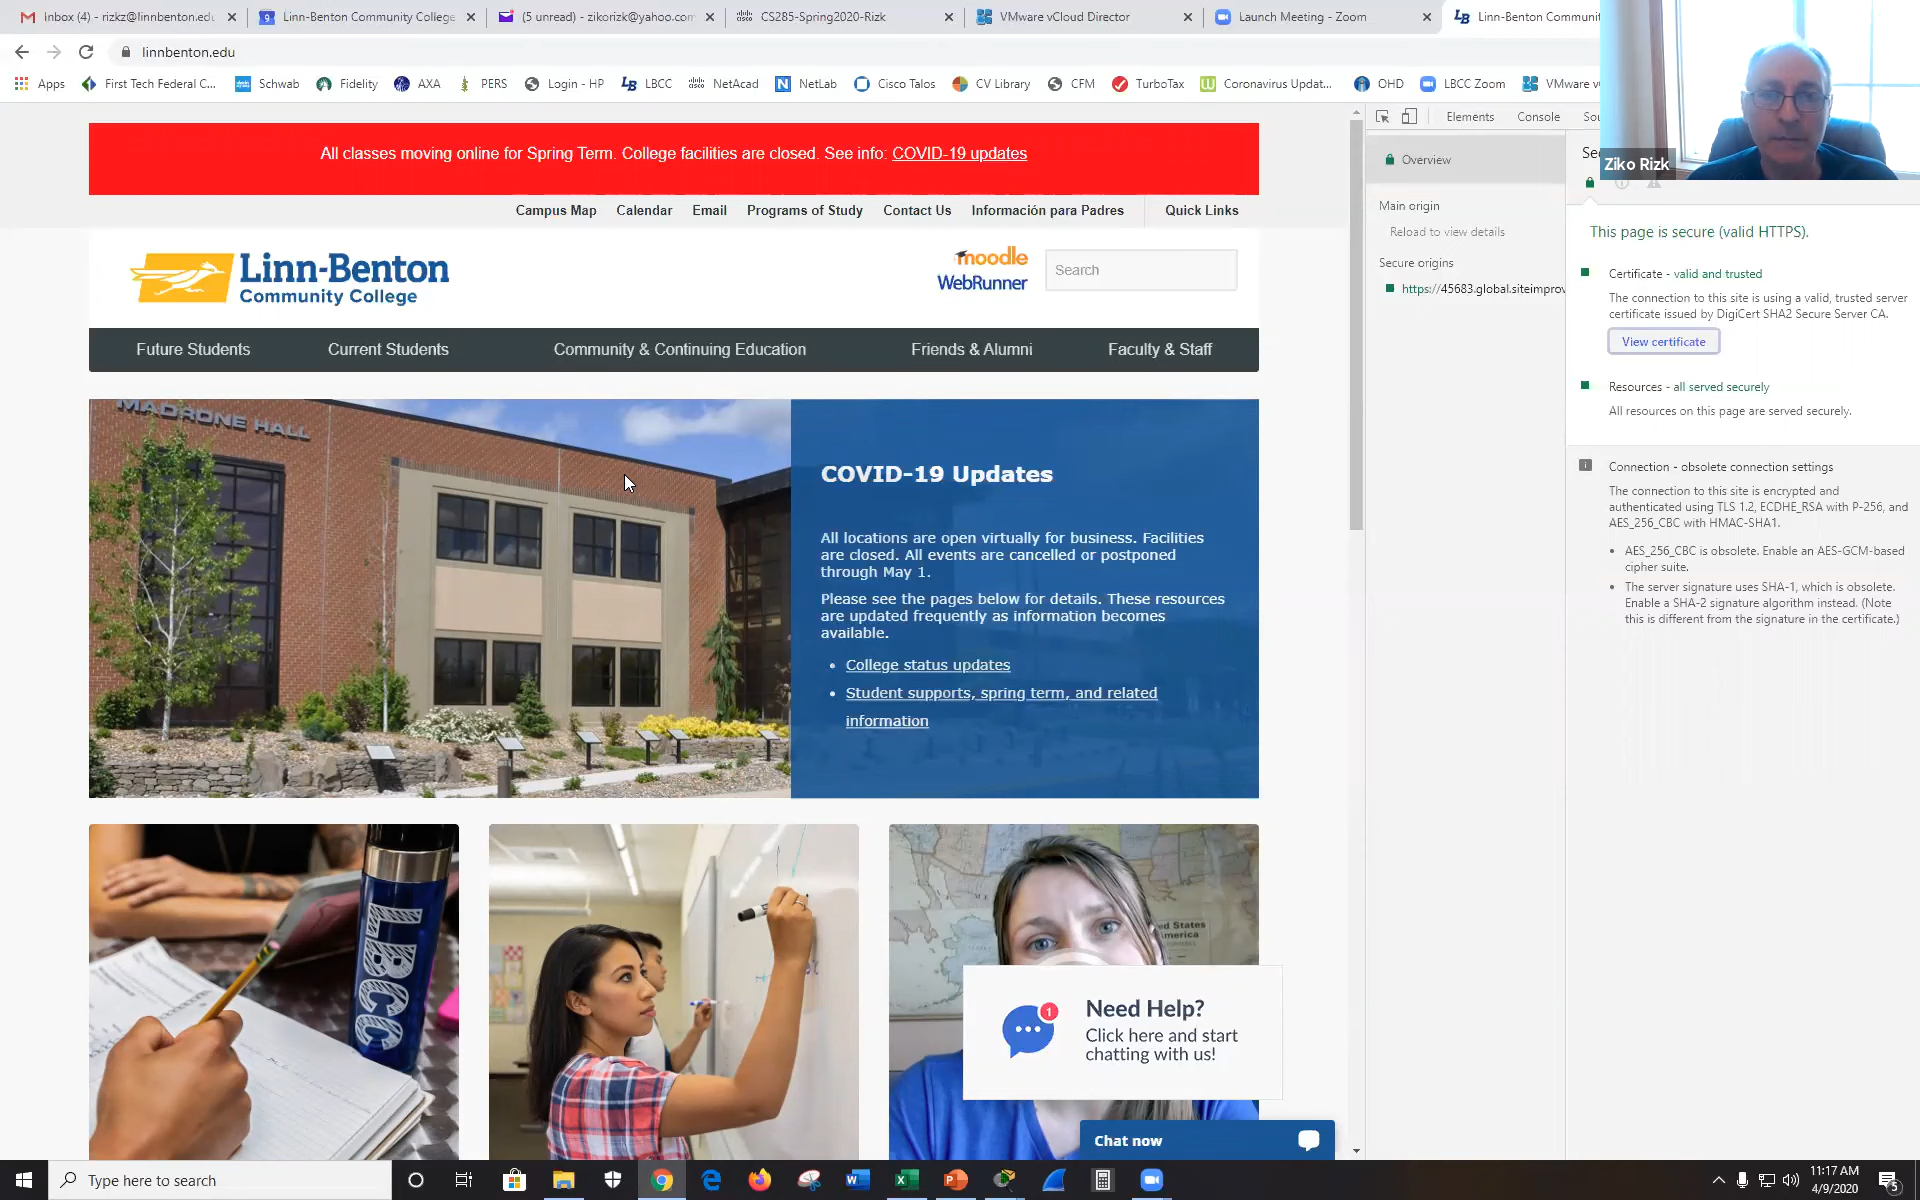 Inbox (4) - rizkz@linnbenton.edu
Linn-Benton Community College
(5 unread) - zikorizk@yahoo.com
CS285-Spring2020-Rizk
VMware vCloud Director
Launch Meeting - Zoom
Linn-Benton Communi
linnbenton.edu
Apps
First Tech Federal C...
Schwab
Fidelity
AXA
PERS
Login - HP
LBCC
NetAcad
NetLab
Cisco Talos
CV Library
CFM
TurboTax
Coronavirus Updat...
OHD
LBCC Zoom
VMware v
Ziko Rizk
All classes moving online for Spring Term. College facilities are closed. See info: COVID-19 updates
Campus Map
Calendar
Email
Programs of Study
Contact Us
Información para Padres
Quick Links
Linn-Benton
Community College
moodle
WebRunner
Search
Future Students
Current Students
Community & Continuing Education
Friends & Alumni
Faculty & Staff
MADRONE HALL
COVID-19 Updates
All locations are open virtually for business. Facilities
are closed. All events are cancelled or postponed
through May 1.
Please see the pages below for details. These resources
are updated frequently as information becomes
available.
• College status updates
• Student supports, spring term, and related
information
LBCC
United States
America
Need Help?
Click here and start
chatting with us!
1
Chat now
Elements
Console
Sou
Overview
Main origin
Reload to view details
Secure origins
https://45683.global.siteimprov
Se
This page is secure (valid HTTPS).
Certificate - valid and trusted
The connection to this site is using a valid, trusted server
certificate issued by DigiCert SHA2 Secure Server CA.
View certificate
Resources - all served securely
All resources on this page are served securely.
Connection - obsolete connection settings
The connection to this site is encrypted and
authenticated using TLS 1.2, ECDHE_RSA with P-256, and
AES_256_CBC with HMAC-SHA1.
• AES_256_CBC is obsolete. Enable an AES-GCM-based
cipher suite.
• The server signature uses SHA-1, which is obsolete.
Enable a SHA-2 signature algorithm instead. (Note
this is different from the signature in the certificate.)
Type here to search
11:17 AM
4/9/2020
5